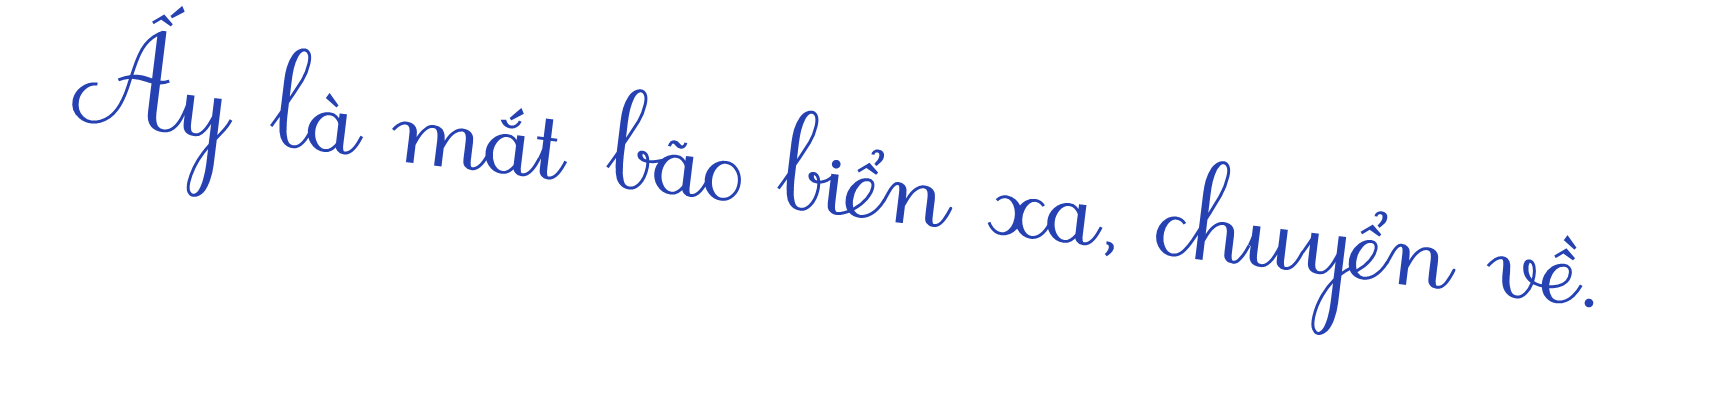 Ấy là mắt bão biển xa, chuyển về.